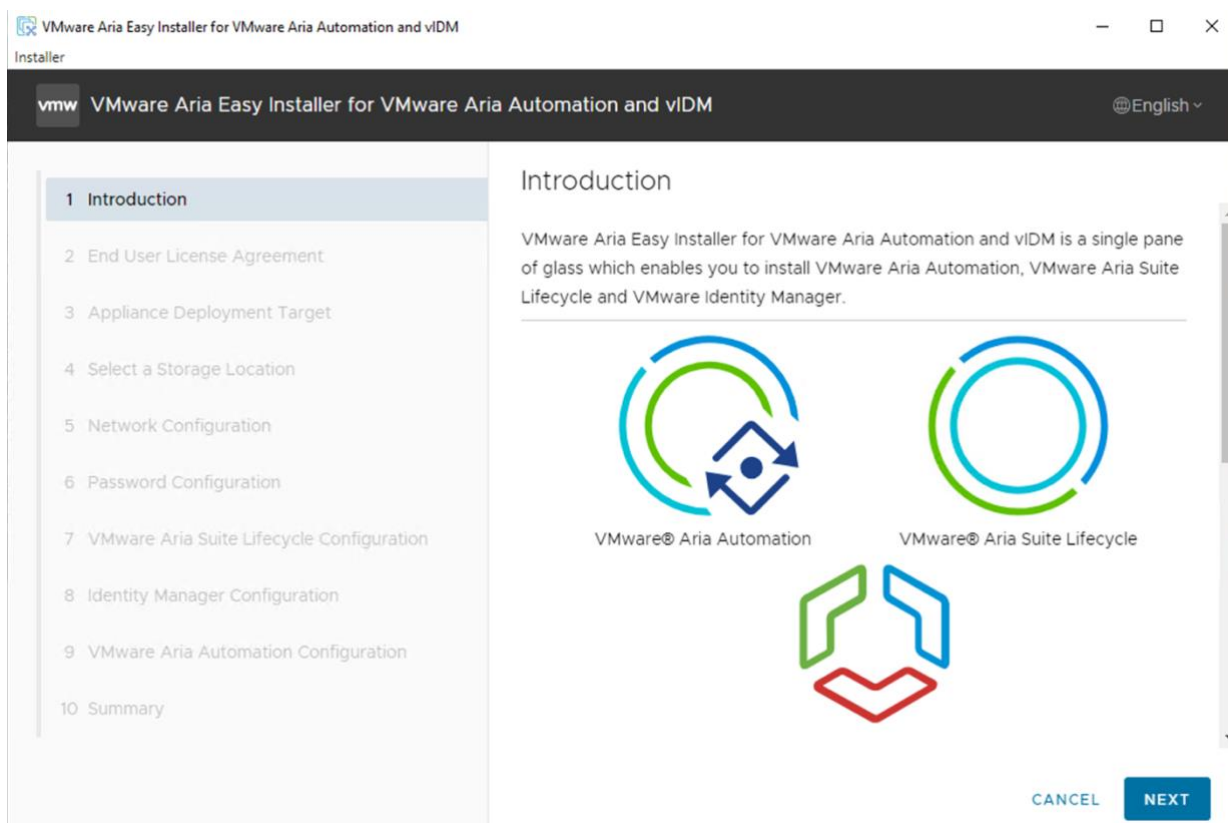 VMware Aria Easy Installer for VMware Aria Automation and vIDM
Installer
vmw VMware Aria Easy Installer for VMware Aria Automation and vIDM
English
1 Introduction
2 End User License Agreement
3 Appliance Deployment Target
4 Select a Storage Location
5 Network Configuration
6 Password Configuration
7 VMware Aria Suite Lifecycle Configuration
8 Identity Manager Configuration
9 VMware Aria Automation Configuration
10 Summary
Introduction
VMware Aria Easy Installer for VMware Aria Automation and vIDM is a single pane
of glass which enables you to install VMware Aria Automation, VMware Aria Suite
Lifecycle and VMware Identity Manager.
VMware® Aria Automation
VMware® Aria Suite Lifecycle
CANCEL
NEXT